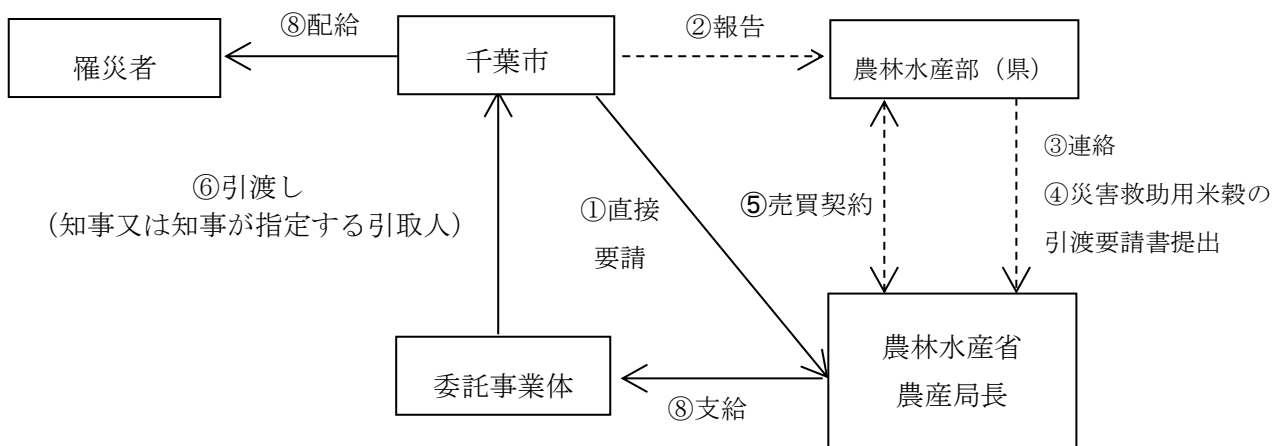 ⑧配給
②報告
罹災者
千葉市
農林水産部（県）
③連絡
④災害救助用米穀の
引渡要請書提出
⑥引渡し
（知事又は知事が指定する引取人）
①直接
要請
⑤売買契約
農林水産省
農産局長
委託事業体
⑧支給